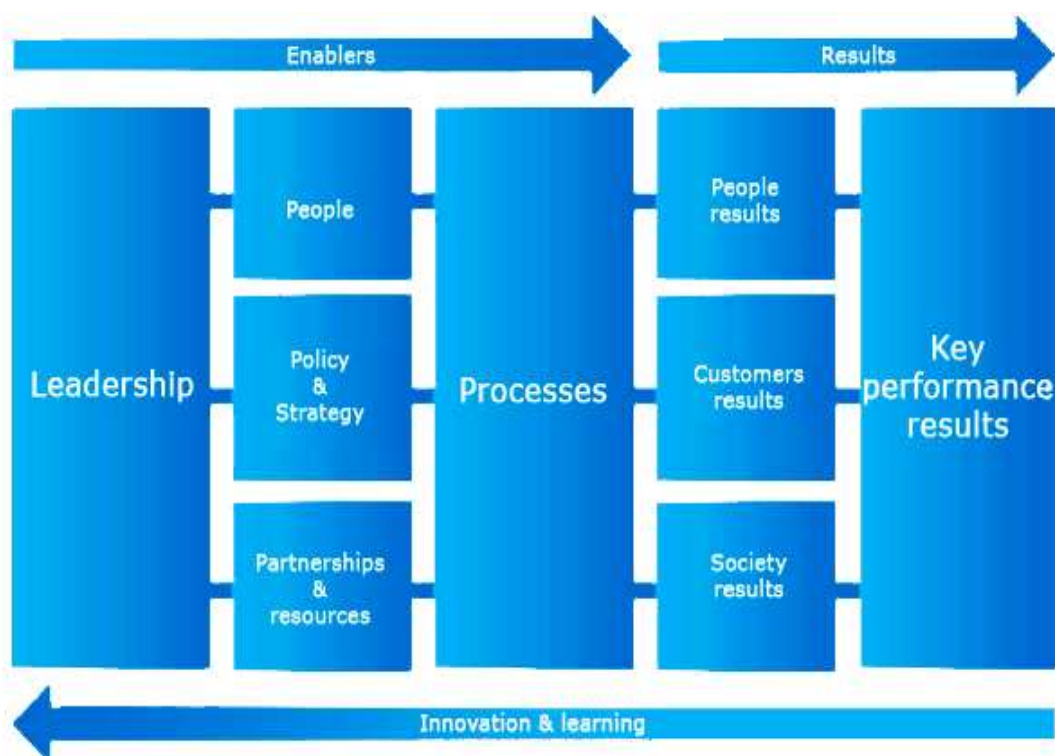 Enablers
Results
Leadership
People
Policy
&
Strategy
Partnerships
&
resources
Processes
People
results
Customers
results
Society
results
Key
performance
results
Innovation & learning